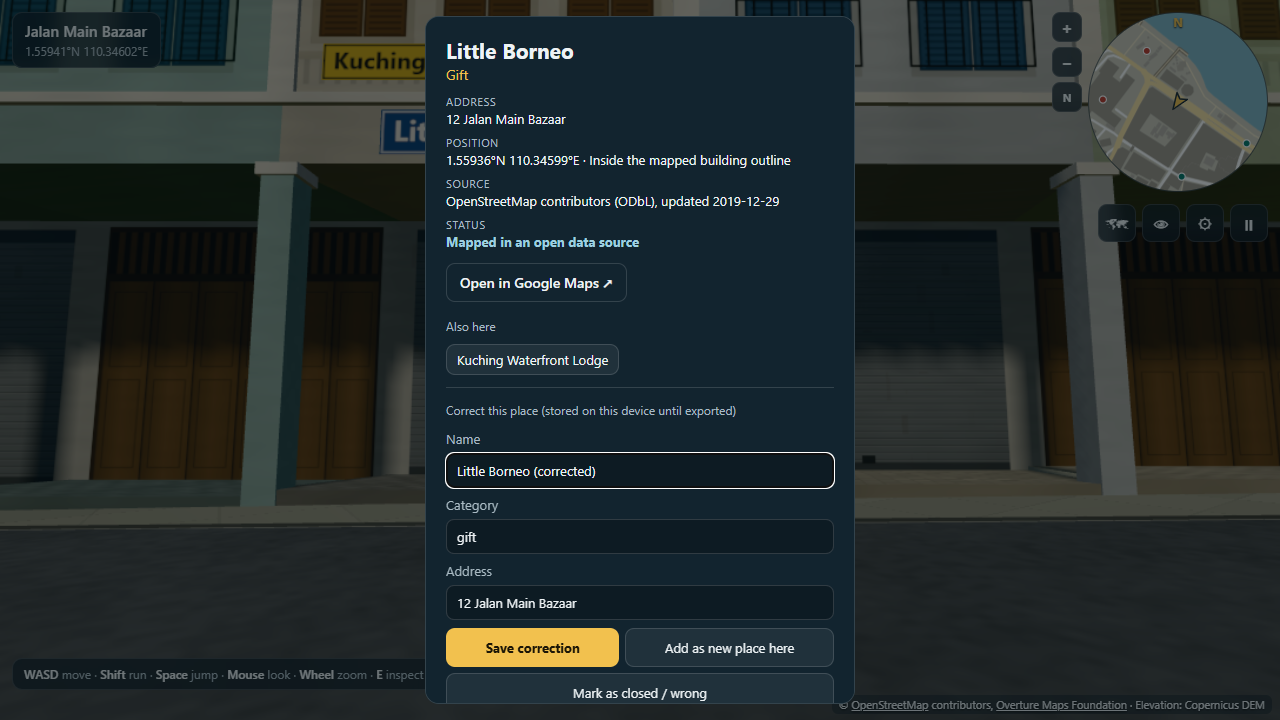 Jalan Main Bazaar
1.55941°N 110.34602°E
Kuching
Lit
Little Borneo
Gift
ADDRESS
12 Jalan Main Bazaar
POSITION
1.55936°N 110.34599°E · Inside the mapped building outline
SOURCE
OpenStreetMap contributors (ODbL), updated 2019-12-29
STATUS
Mapped in an open data source
Open in Google Maps ↗
Also here
Kuching Waterfront Lodge
Correct this place (stored on this device until exported)
Name
Little Borneo (corrected)
Category
gift
Address
12 Jalan Main Bazaar
Save correction
Add as new place here
Mark as closed / wrong
+
−
N
N
WASD move · Shift run · Space jump · Mouse look · Wheel zoom · E inspect
© OpenStreetMap contributors, Overture Maps Foundation · Elevation: Copernicus DEM